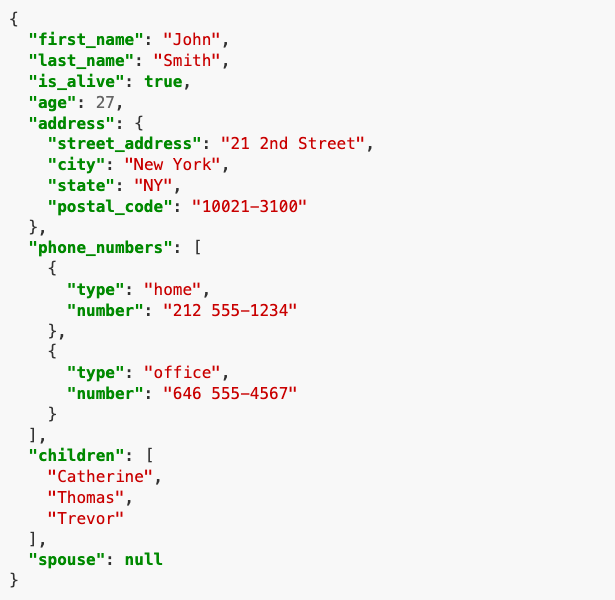 {
  "first_name": "John",
  "last_name": "Smith",
  "is_alive": true,
  "age": 27,
  "address": {
    "street_address": "21 2nd Street",
    "city": "New York",
    "state": "NY",
    "postal_code": "10021-3100"
  },
  "phone_numbers": [
    {
      "type": "home",
      "number": "212 555-1234"
    },
    {
      "type": "office",
      "number": "646 555-4567"
    }
  ],
  "children": [
    "Catherine",
    "Thomas",
    "Trevor"
  ],
  "spouse": null
}